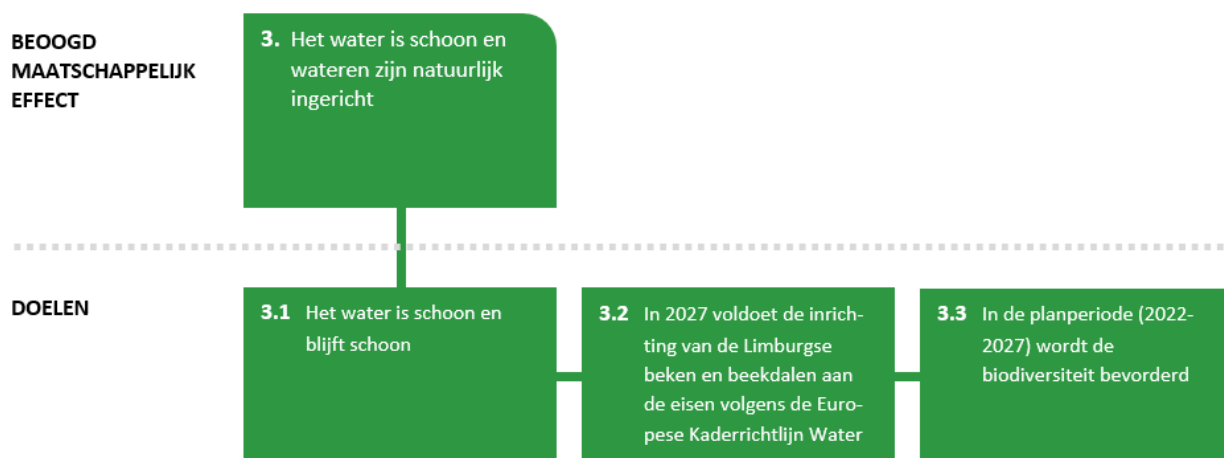 BEOOGD
MAATSCHAPPELIJK
EFFECT
3. Het water is schoon en
wateren zijn natuurlijk
ingericht
DOELEN
3.1 Het water is schoon en
blijft schoon
3.2 In 2027 voldoet de inrich-
ting van de Limburgse
beken en beekdalen aan
de eisen volgens de Euro-
pese Kaderrichtlijn Water
3.3 In de planperiode (2022-
2027) wordt de
biodiversiteit bevorderd